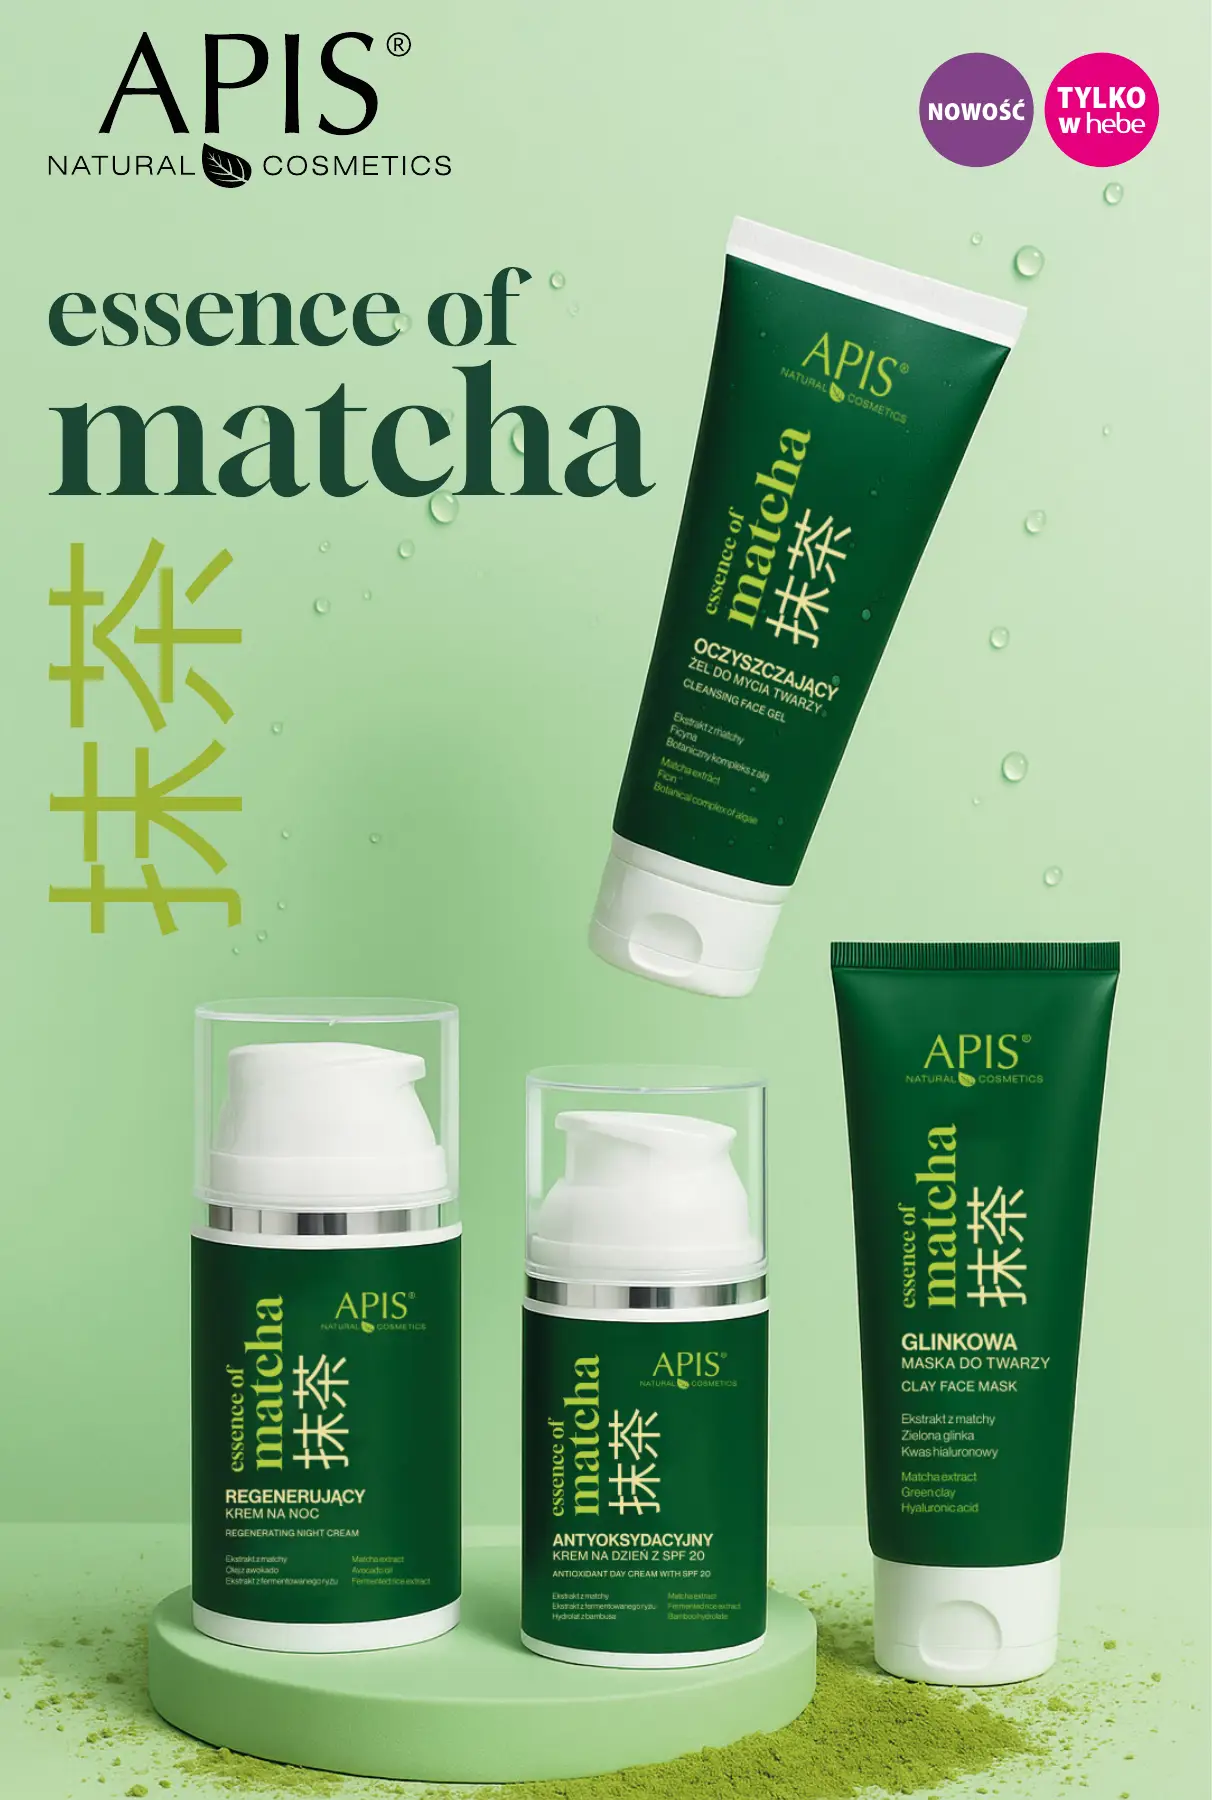 APIS®
NATURAL COSMETICS
NOWOŚĆ
TYLKO
w hebe
essence of
matcha
抹茶
APIS®
NATURAL COSMETICS
essence of
matcha
抹茶
OCZYSZCZAJĄCY
ŻEL DO MYCIA TWARZY
CLEANSING FACE GEL
Ekstrakt z matchy
Ficyna
Botaniczny kompleks z alg
Matcha extract
Ficin
Botanical complex of algae
APIS®
NATURAL COSMETICS
essence of
matcha
抹茶
REGENERUJĄCY
KREM NA NOC
REGENERATING NIGHT CREAM
Ekstrakt z matchy
Olej z awokado
Ekstrakt z fermentowanego ryżu
Matcha extract
Avocado oil
Fermented rice extract
APIS®
NATURAL COSMETICS
essence of
matcha
抹茶
ANTYOKSYDACYJNY
KREM NA DZIEŃ Z SPF 20
ANTIOXIDANT DAY CREAM WITH SPF 20
Ekstrakt z matchy
Ekstrakt z fermentowanego ryżu
Hydrolat z bambusa
Matcha extract
Fermented rice extract
Bamboo hydrolate
APIS®
NATURAL COSMETICS
essence of
matcha
抹茶
GLINKOWA
MASKA DO TWARZY
CLAY FACE MASK
Ekstrakt z matchy
Zielona glinka
Kwas hialuronowy
Matcha extract
Green clay
Hyaluronic acid